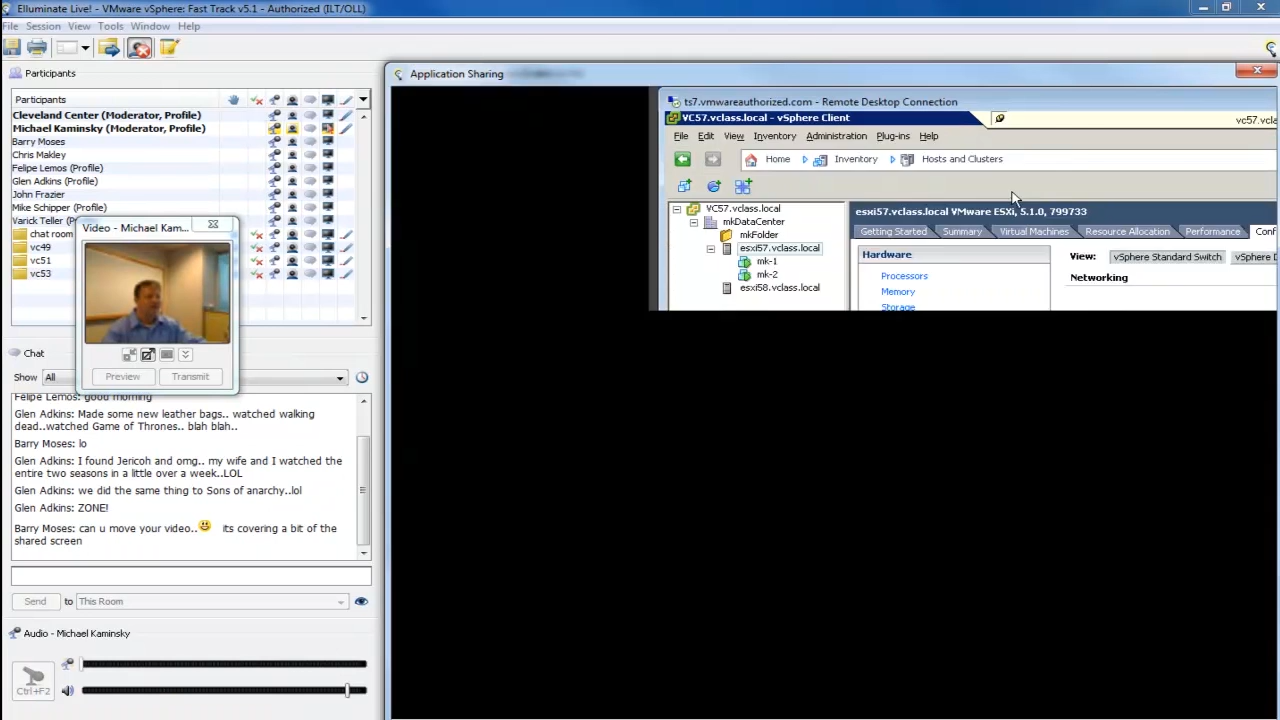 Elluminate Live! - VMware vSphere: Fast Track v5.1 - Authorized (ILT/OLL)
File Session View Tools Window Help
Participants
Participants
Cleveland Center (Moderator, Profile)
Michael Kaminsky (Moderator, Profile)
Barry Moses
Chris Makley
Felipe Lemos (Profile)
Glen Adkins (Profile)
John Frazier
Mike Schipper (Profile)
Varick Teller (P
chat room
vc49
vc51
vc53
Video - Michael Kam...
Preview Transmit
Chat
Show All
Felipe Lemos: good morning
Glen Adkins: Made some new leather bags.. watched walking
dead..watched Game of Thrones.. blah blah..
Barry Moses: lo
Glen Adkins: I found Jericoh and omg.. my wife and I watched the
entire two seasons in a little over a week..LOL
Glen Adkins: we did the same thing to Sons of anarchy..lol
Glen Adkins: ZONE!
Barry Moses: can u move your video.. its covering a bit of the
shared screen
Send to This Room
Audio - Michael Kaminsky
Ctrl+F2
Application Sharing
ts7.vmwareauthorized.com - Remote Desktop Connection
VC57.vclass.local - vSphere Client
vc57.vcla
File Edit View Inventory Administration Plug-ins Help
Home Inventory Hosts and Clusters
VC57.vclass.local
mkDataCenter
mkFolder
esxi57.vclass.local
mk-1
mk-2
esxi58.vclass.local
esxi57.vclass.local VMware ESXi, 5.1.0, 799733
Getting Started Summary Virtual Machines Resource Allocation Performance Conf
Hardware
Processors
Memory
Storage
View: vSphere Standard Switch vSphere D
Networking